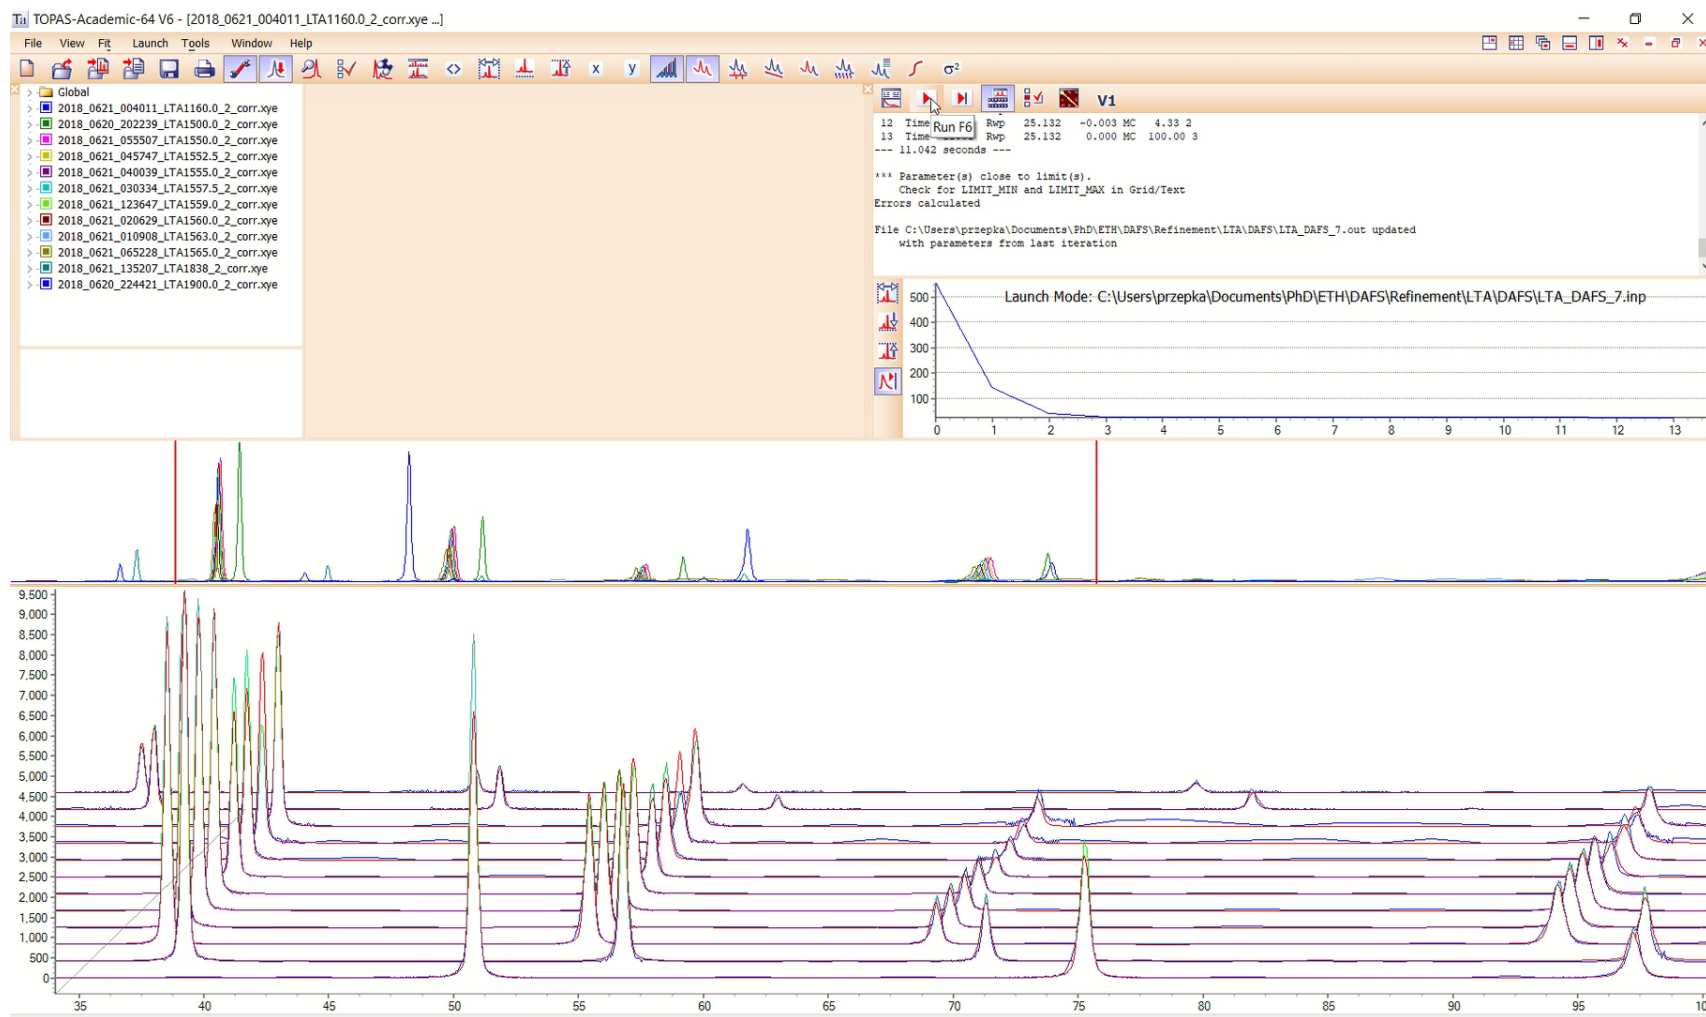 TOPAS-Academic-64 V6 - [2018_0621_004011_LTA1160.0_2_corr.xye ...]
File View Fit Launch Tools Window Help
x y σ²
Global
2018_0621_004011_LTA1160.0_2_corr.xye
2018_0620_202239_LTA1500.0_2_corr.xye
2018_0621_055507_LTA1550.0_2_corr.xye
2018_0621_045747_LTA1552.5_2_corr.xye
2018_0621_040039_LTA1555.0_2_corr.xye
2018_0621_030334_LTA1557.5_2_corr.xye
2018_0621_123647_LTA1559.0_2_corr.xye
2018_0621_020629_LTA1560.0_2_corr.xye
2018_0621_010908_LTA1563.0_2_corr.xye
2018_0621_065228_LTA1565.0_2_corr.xye
2018_0621_135207_LTA1838_2_corr.xye
2018_0620_224421_LTA1900.0_2_corr.xye
V1
Run F6
12 Time Rwp 25.132 -0.003 MC 4.33 2
13 Time Rwp 25.132 0.000 MC 100.00 3
--- 11.042 seconds ---
*** Parameter(s) close to limit(s).
Check for LIMIT_MIN and LIMIT_MAX in Grid/Text
Errors calculated
File C:\Users\przepka\Documents\PhD\ETH\DAFS\Refinement\LTA\DAFS\LTA_DAFS_7.out updated
with parameters from last iteration
Launch Mode: C:\Users\przepka\Documents\PhD\ETH\DAFS\Refinement\LTA\DAFS\LTA_DAFS_7.inp
500
400
300
200
100
0 1 2 3 4 5 6 7 8 9 10 11 12 13
9,500
9,000
8,500
8,000
7,500
7,000
6,500
6,000
5,500
5,000
4,500
4,000
3,500
3,000
2,500
2,000
1,500
1,000
500
0
35 40 45 50 55 60 65 70 75 80 85 90 95